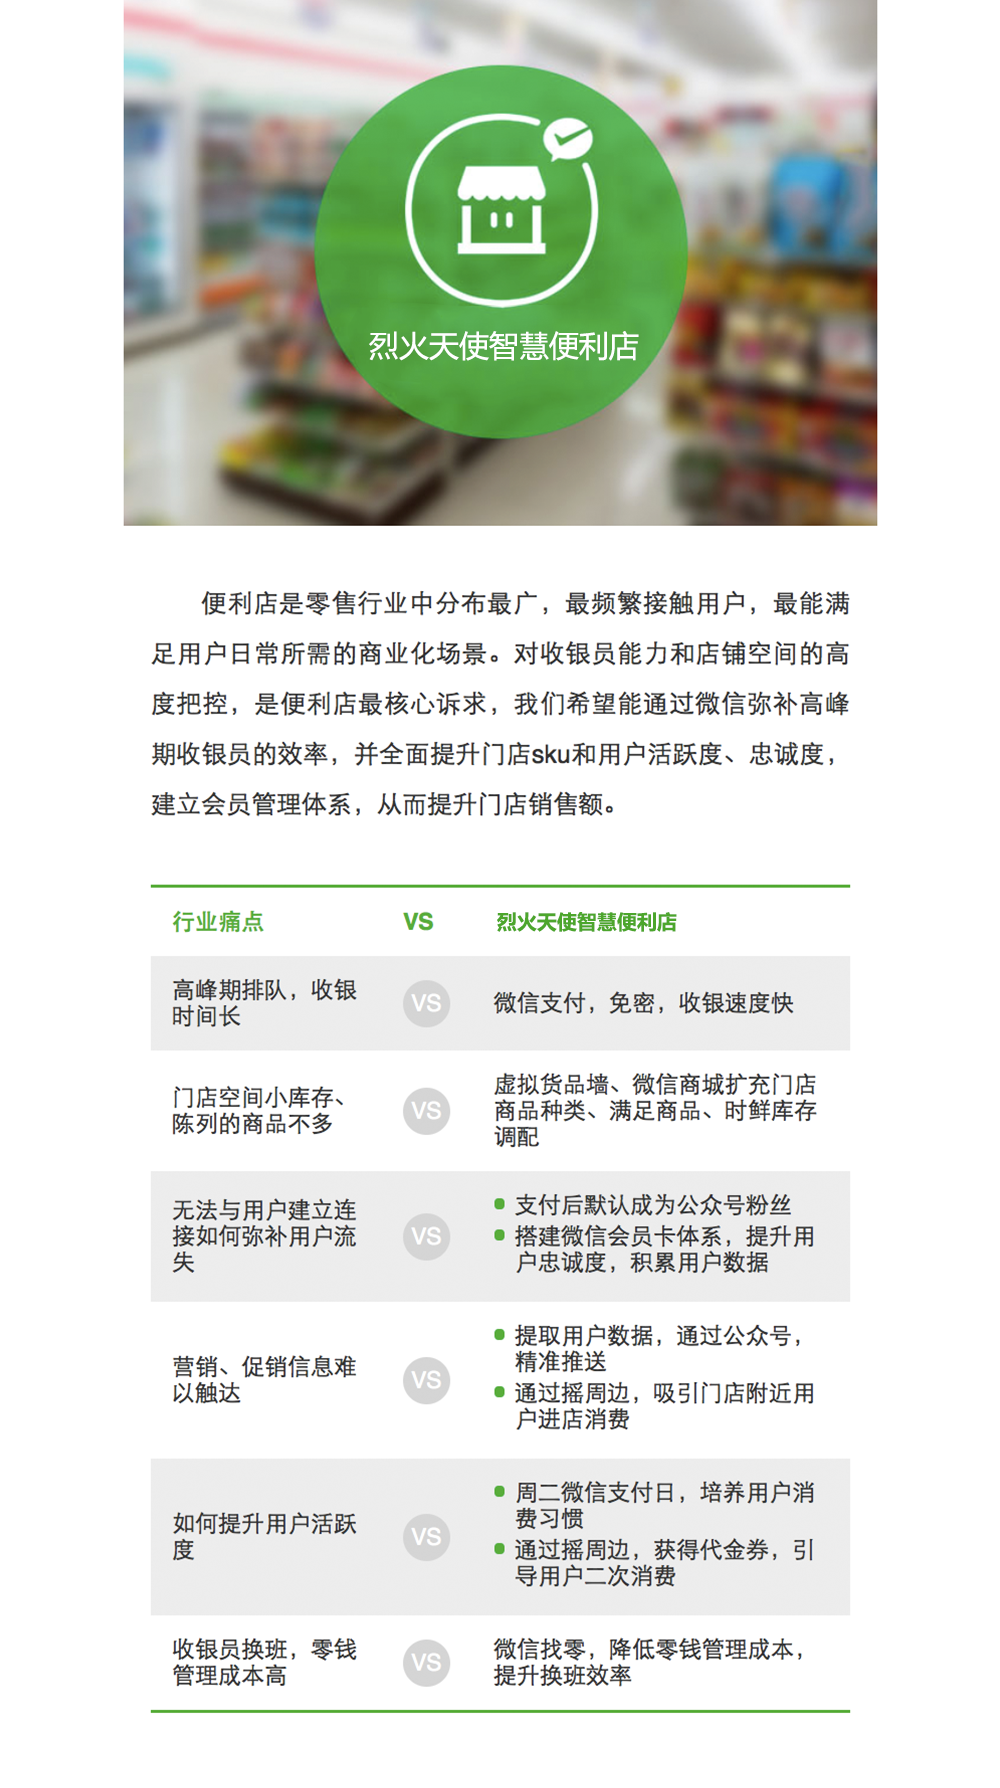 烈火天使智慧便利店
便利店是零售行业中分布最广，最频繁接触用户，最能满
足用户日常所需的商业化场景。对收银员能力和店铺空间的高
度把控，是便利店最核心诉求，我们希望能通过微信弥补高峰
期收银员的效率，并全面提升门店sku和用户活跃度、忠诚度，
建立会员管理体系，从而提升门店销售额。
行业痛点 VS 烈火天使智慧便利店
高峰期排队，收银
时间长
VS
微信支付，免密，收银速度快
门店空间小库存、
陈列的商品不多
VS
虚拟货品墙、微信商城扩充门店
商品种类、满足商品、时鲜库存
调配
无法与用户建立连
接如何弥补用户流
失
VS
支付后默认成为公众号粉丝
搭建微信会员卡体系，提升用
户忠诚度，积累用户数据
营销、促销信息难
以触达
VS
提取用户数据，通过公众号，
精准推送
通过摇周边，吸引门店附近用
户进店消费
如何提升用户活跃
度
VS
周二微信支付日，培养用户消
费习惯
通过摇周边，获得代金券，引
导用户二次消费
收银员换班，零钱
管理成本高
VS
微信找零，降低零钱管理成本，
提升换班效率